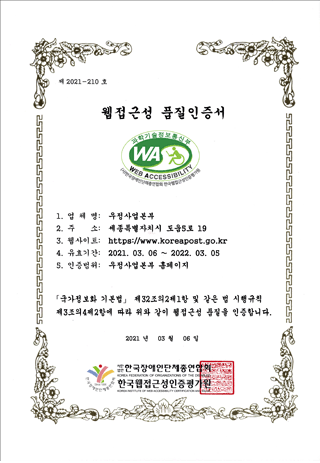 제 2021-210 호
웹접근성 품질인증서
과학기술정보통신부
WA
WEB ACCESSIBILITY
1. 업 체 명: 우정사업본부
2. 주 소: 세종특별자치시 도움5로 19
3. 웹사이트: https://www.koreapost.go.kr
4. 유효기간: 2021. 03. 06 ~ 2022. 03. 05
5. 인증범위: 우정사업본부 홈페이지
「국가정보화 기본법」 제32조의2제1항 및 같은 법 시행규칙
제3조의4제2항에 따라 위와 같이 웹접근성 품질을 인증합니다.
2021 년 03 월 06 일
한국장애인단체총연합회
KOREA FEDERATION OF ORGANIZATIONS OF THE DISABLED
한국웹접근성인증평가원